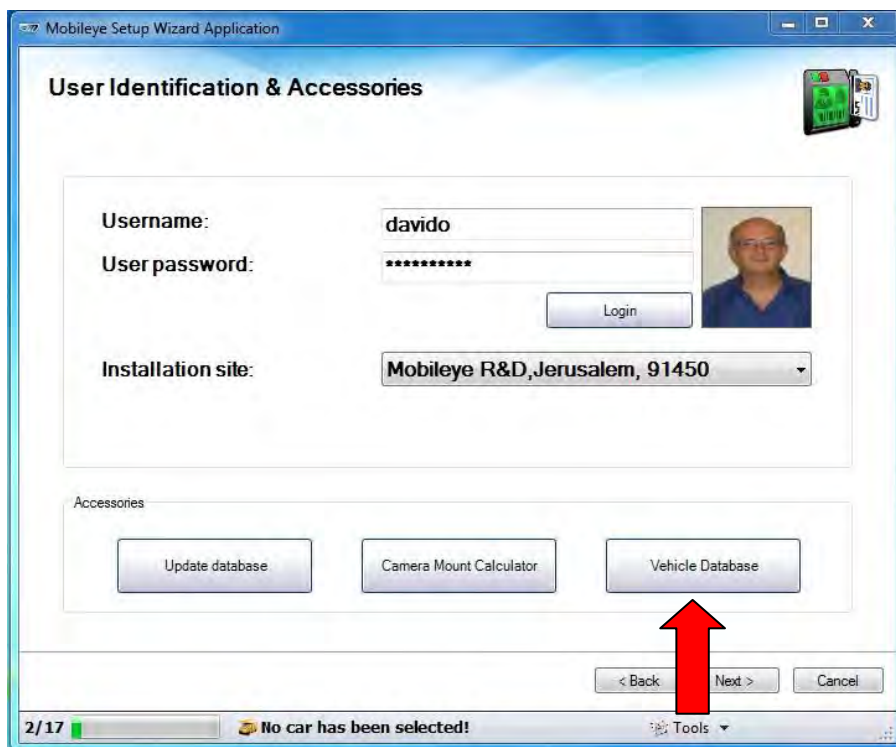 Mobileye Setup Wizard Application
User Identification & Accessories
Username:
davido
User password:
**********
Login
Installation site:
Mobileye R&D,Jerusalem, 91450
Accessories
Update database
Camera Mount Calculator
Vehicle Database
< Back
Next >
Cancel
2/17
No car has been selected!
Tools